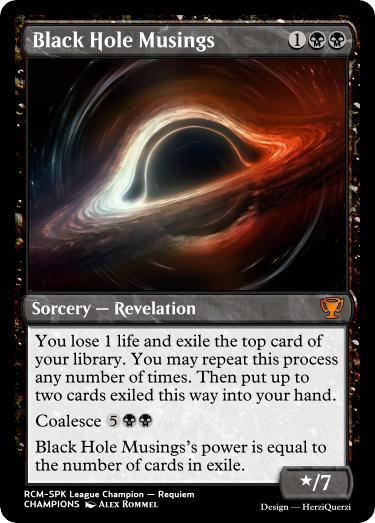 Black Hole Musings 1
Sorcery — Revelation
You lose 1 life and exile the top card of
your library. You may repeat this process
any number of times. Then put up to
two cards exiled this way into your hand.
Coalesce 5
Black Hole Musings's power is equal to
the number of cards in exile.
★/7
RCM-SPK League Champion — Requiem
CHAMPIONS Alex Rommel
Design — HerziQuerzi